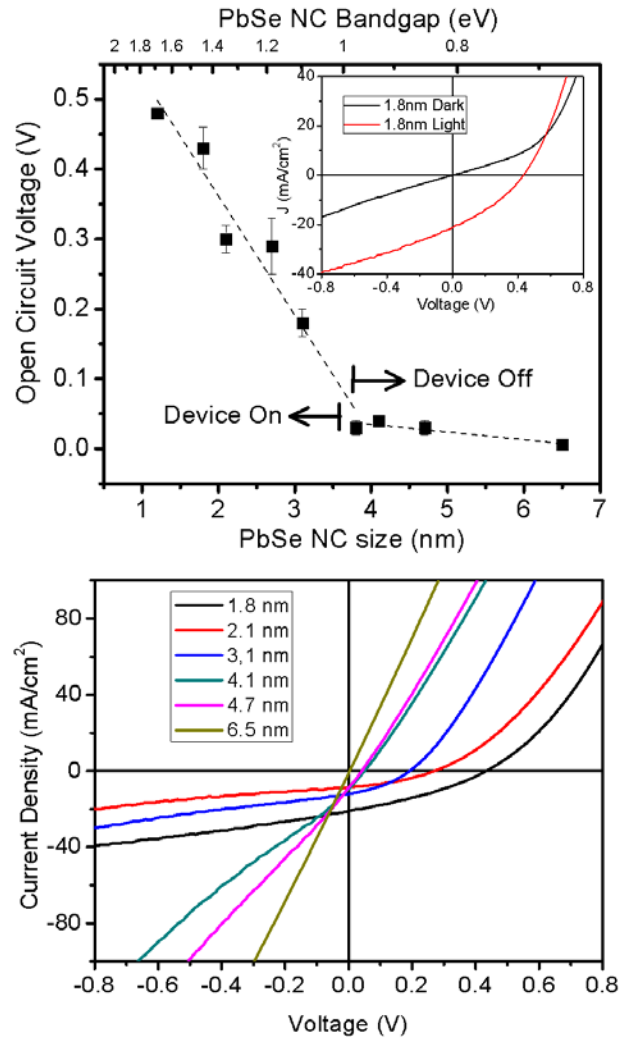 PbSe NC Bandgap (eV)
2 1.8 1.6 1.4 1.2 1 0.8
Open Circuit Voltage (V)
0.5
0.4
0.3
0.2
0.1
0.0
1.8nm Dark
1.8nm Light
J (mA/cm²)
40
20
0
-20
-40
-0.8 -0.4 0.0 0.4 0.8
Voltage (V)
Device Off
Device On
1 2 3 4 5 6 7
PbSe NC size (nm)
Current Density (mA/cm²)
80
40
0
-40
-80
1.8 nm
2.1 nm
3,1 nm
4.1 nm
4.7 nm
6.5 nm
-0.8 -0.6 -0.4 -0.2 0.0 0.2 0.4 0.6 0.8
Voltage (V)